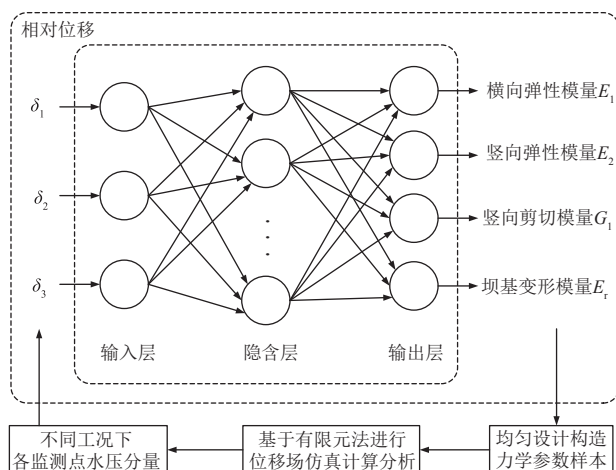 相对位移
δ1
δ2
δ3
横向弹性模量E1
竖向弹性模量E2
竖向剪切模量G1
坝基变形模量Er
输入层
隐含层
输出层
不同工况下
各监测点水压分量
基于有限元法进行
位移场仿真计算分析
均匀设计构造
力学参数样本